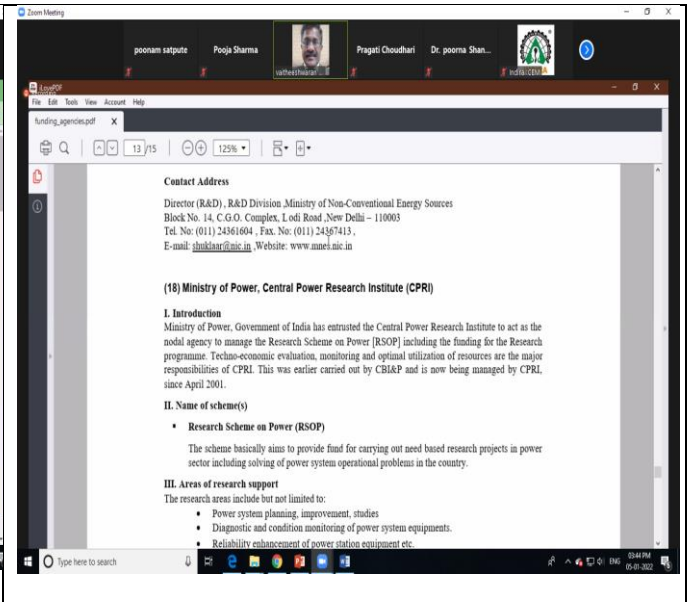 Zoom Meeting
poonam satpute
Pooja Sharma
Pragati Choudhari
Dr. poorna Shan...
File Edit Tools View Account Help
funding_agencies.pdf X
13 /15 125%
Contact Address
Director (R&D) , R&D Division ,Ministry of Non-Conventional Energy Sources
Block No. 14, C.G.O. Complex, Lodi Road ,New Delhi – 110003
Tel. No: (011) 24361604 , Fax. No: (011) 24367413 ,
E-mail: shuklaar@nic.in ,Website: www.mnes.nic.in
(18) Ministry of Power, Central Power Research Institute (CPRI)
I. Introduction
Ministry of Power, Government of India has entrusted the Central Power Research Institute to act as the
nodal agency to manage the Research Scheme on Power [RSOP] including the funding for the Research
programme. Techno-economic evaluation, monitoring and optimal utilization of resources are the major
responsibilities of CPRI. This was earlier carried out by CBI&P and is now being managed by CPRI,
since April 2001.
II. Name of scheme(s)
• Research Scheme on Power (RSOP)
The scheme basically aims to provide fund for carrying out need based research projects in power
sector including solving of power system operational problems in the country.
III. Areas of research support
The research areas include but not limited to:
• Power system planning, improvement, studies
• Diagnostic and condition monitoring of power system equipments.
• Reliability enhancement of power station equipment etc.
Type here to search
ENG
03:44 PM
05-01-2022